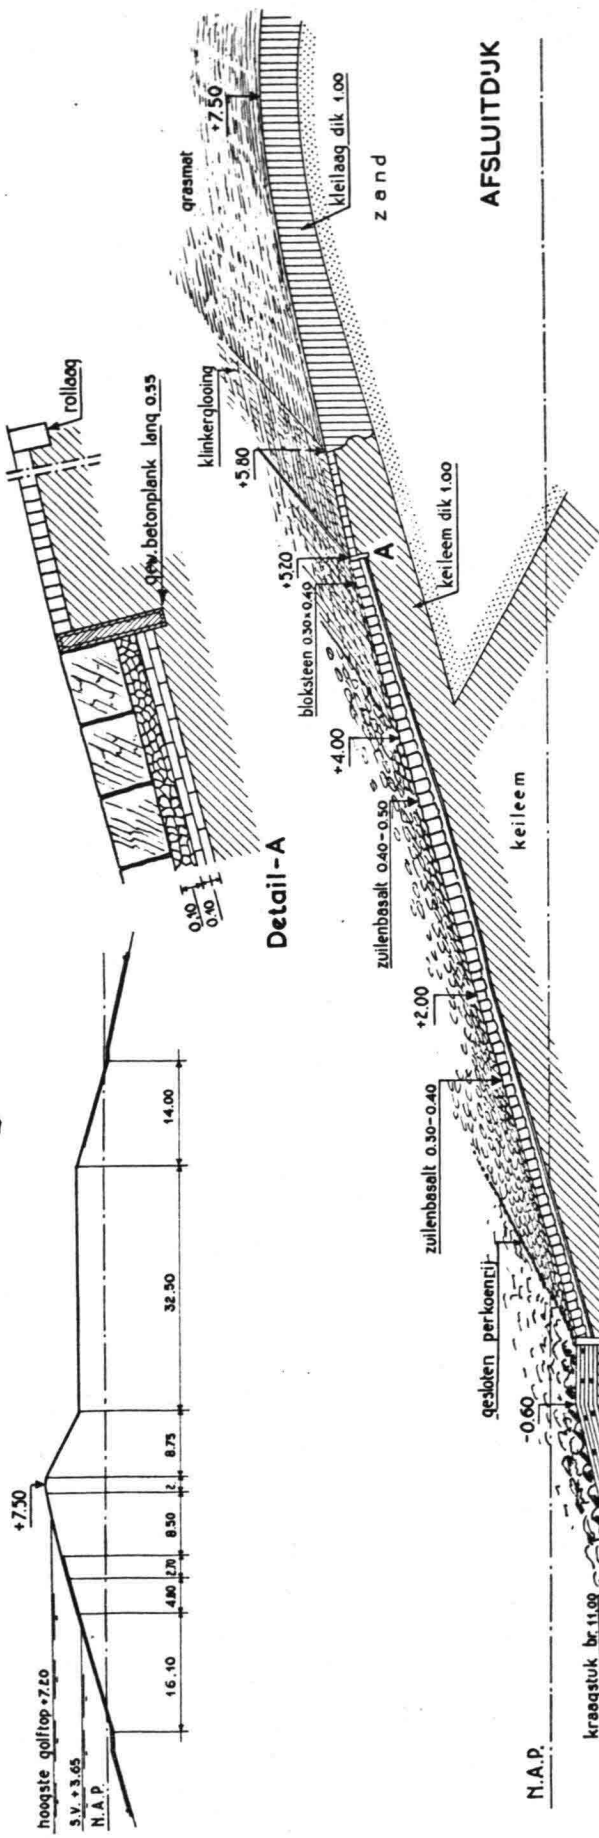 hoogste golftop +7.20
S.V. +3.65
N.A.P.
+7.50
16.10
4.80
2.70
8.50
2
8.75
32.50
14.00
Detail-A
0.10
0.10
gew. betonplank lang 0.55
rollaag
AFSLUITDIJK
N.A.P.
kraagstuk br. 11.00
-0.60
gesloten perkoenrij
zuilenbasalt 0.30-0.40
+2.00
zuilenbasalt 0.40-0.50
+4.00
bloksteen 0.30×0.40
+5.20
A
+5.80
klinkerglooing
grasmat
+7.50
keileem
keileem dik 1.00
kleilaag dik 1.00
zand